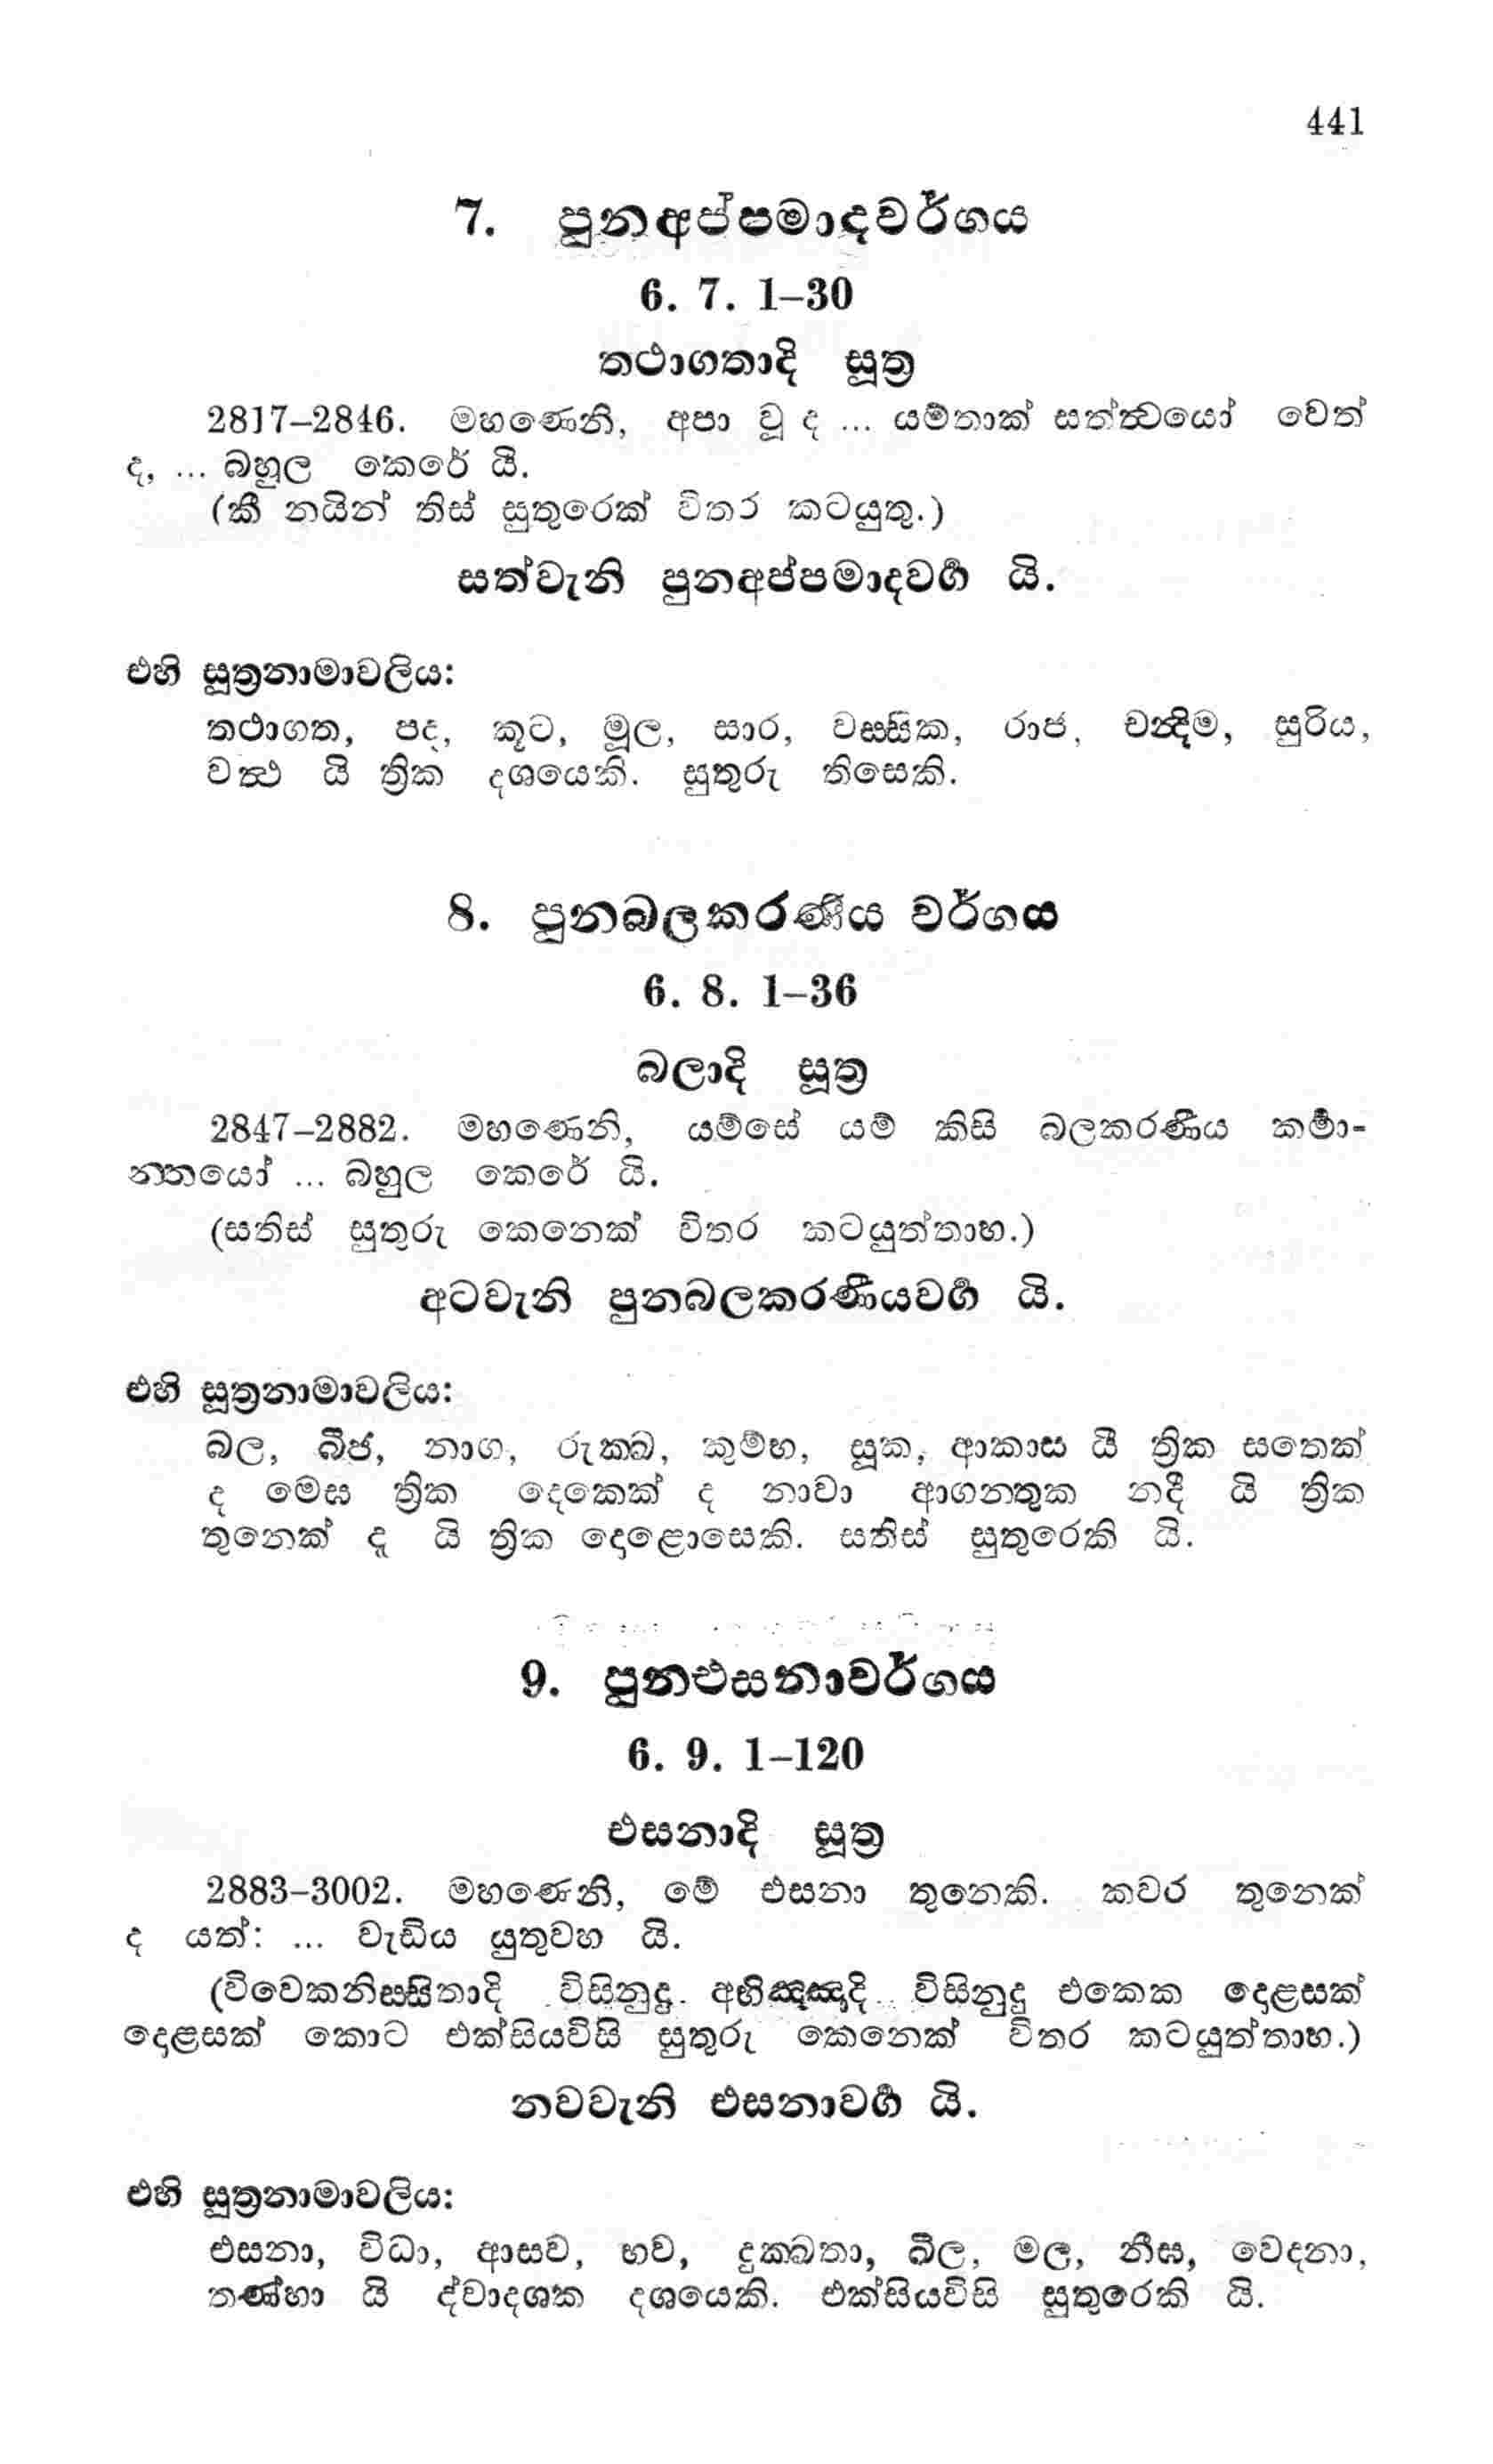 441
7. පුනඅප්පමාදවර්ගය
6. 7. 1–30
තථාගතාදි සූත්‍ර
2817–2846. මහණෙනි, අපා වූ ද ... යම්තාක් සත්ත්‍වයෝ වෙත්
ද, ... බහුල කෙරේ යි.
(කී නයින් තිස් සුතුරෙක් විතර කටයුතු.)
සත්වැනි පුනඅප්පමාදවර්‍ග යි.
එහි සූත්‍රනාමාවලිය:
තථාගත, පද, කූට, මූල, සාර, වස්‍සික, රාජ, චන්‍දිම, සුරිය,
වත්‍ථ යි ත්‍රික දශයෙකි. සුතුරු තිසෙකි.
8. පුනබලකරණීය වර්ගය
6. 8. 1–36
බලාදි සූත්‍ර
2847–2882. මහණෙනි, යම්සේ යම් කිසි බලකරණීය කර්‍මා-
න්‍තයෝ ... බහුල කෙරේ යි.
(සතිස් සුතුරු කෙනෙක් විතර කටයුත්තාහ.)
අටවැනි පුනබලකරණීයවර්‍ග යි.
එහි සූත්‍රනාමාවලිය:
බල, බීජ, නාග, රුක්‍ඛ, කුම්භ, සූක, ආකාස යී ත්‍රික සතෙක්
ද මෙඝ ත්‍රික දෙකෙක් ද නාවා ආගන්‍තුක නදී යි ත්‍රික
තුනෙක් ද යි ත්‍රික දොළොසෙකි. සතිස් සුතුරෙකි යි.
9. පුනඑසනාවර්ගය
6. 9. 1–120
එසනාදි සූත්‍ර
2883–3002. මහණෙනි, මේ එසනා තුනෙකි. කවර තුනෙක්
ද යත්: ... වැඩිය යුතුවහ යි.
(විවෙකනිස්‍සිතාදි විසිනුදු අභිඤ්‍ඤාදි විසිනුදු එකෙක දොළසක්
දොළසක් කොට එක්සියවිසි සුතුරු කෙනෙක් විතර කටයුත්තාහ.)
නවවැනි එසනාවර්‍ග යි.
එහි සූත්‍රනාමාවලිය:
එසනා, විධා, ආසව, භව, දුක්‍ඛතා, ඛීල, මල, නීඝ, වෙදනා,
තණ්හා යි ද්වාදශක දශයෙකි. එක්සියවිසි සුතුරෙකි යි.